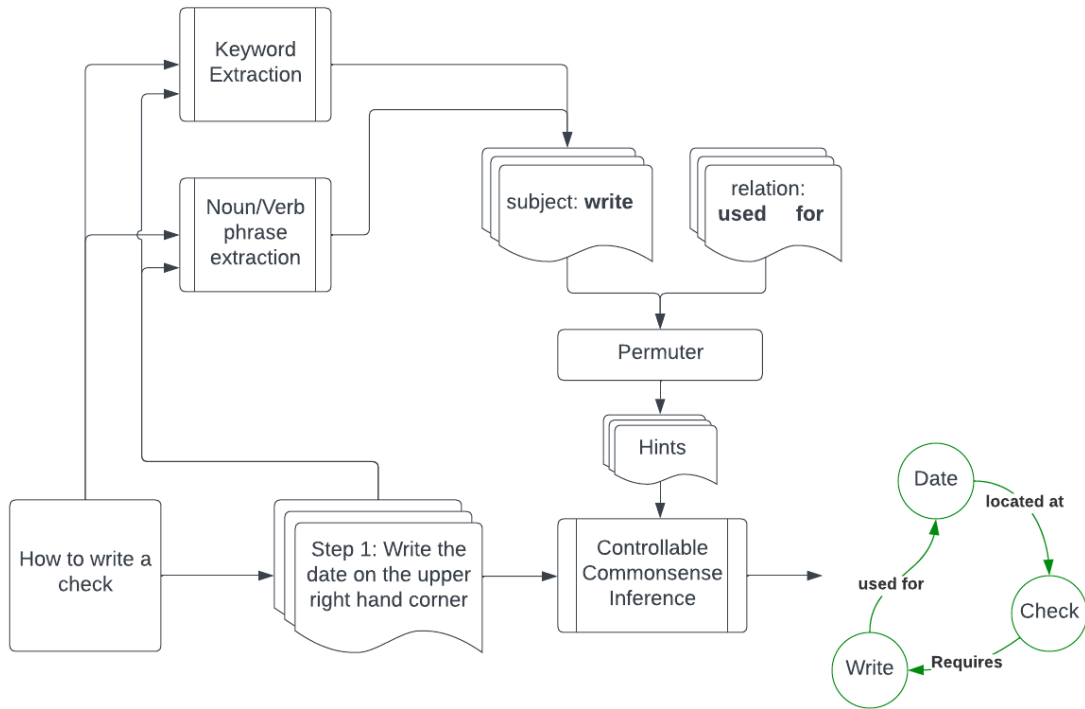 Keyword
Extraction
Noun/Verb
phrase
extraction
subject: write
relation:
used for
Permuter
Hints
How to write a
check
Step 1: Write the
date on the upper
right hand corner
Controllable
Commonsense
Inference
Date
located at
used for
Check
Requires
Write